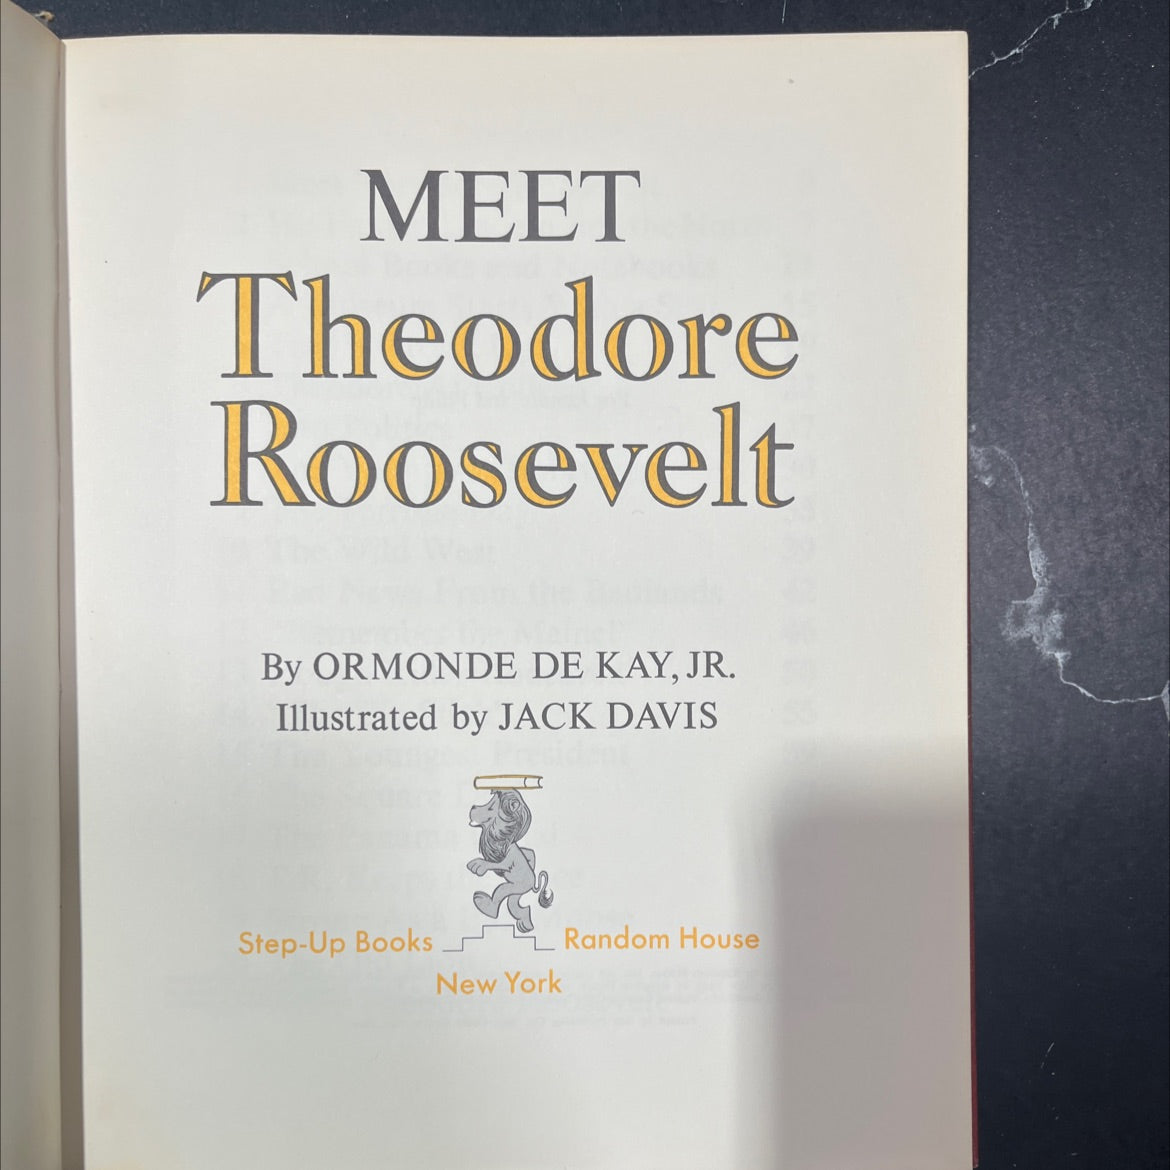 MEET
Theodore
Roosevelt
By ORMONDE DE KAY, JR.
Illustrated by JACK DAVIS
Step-Up Books Random House
New York